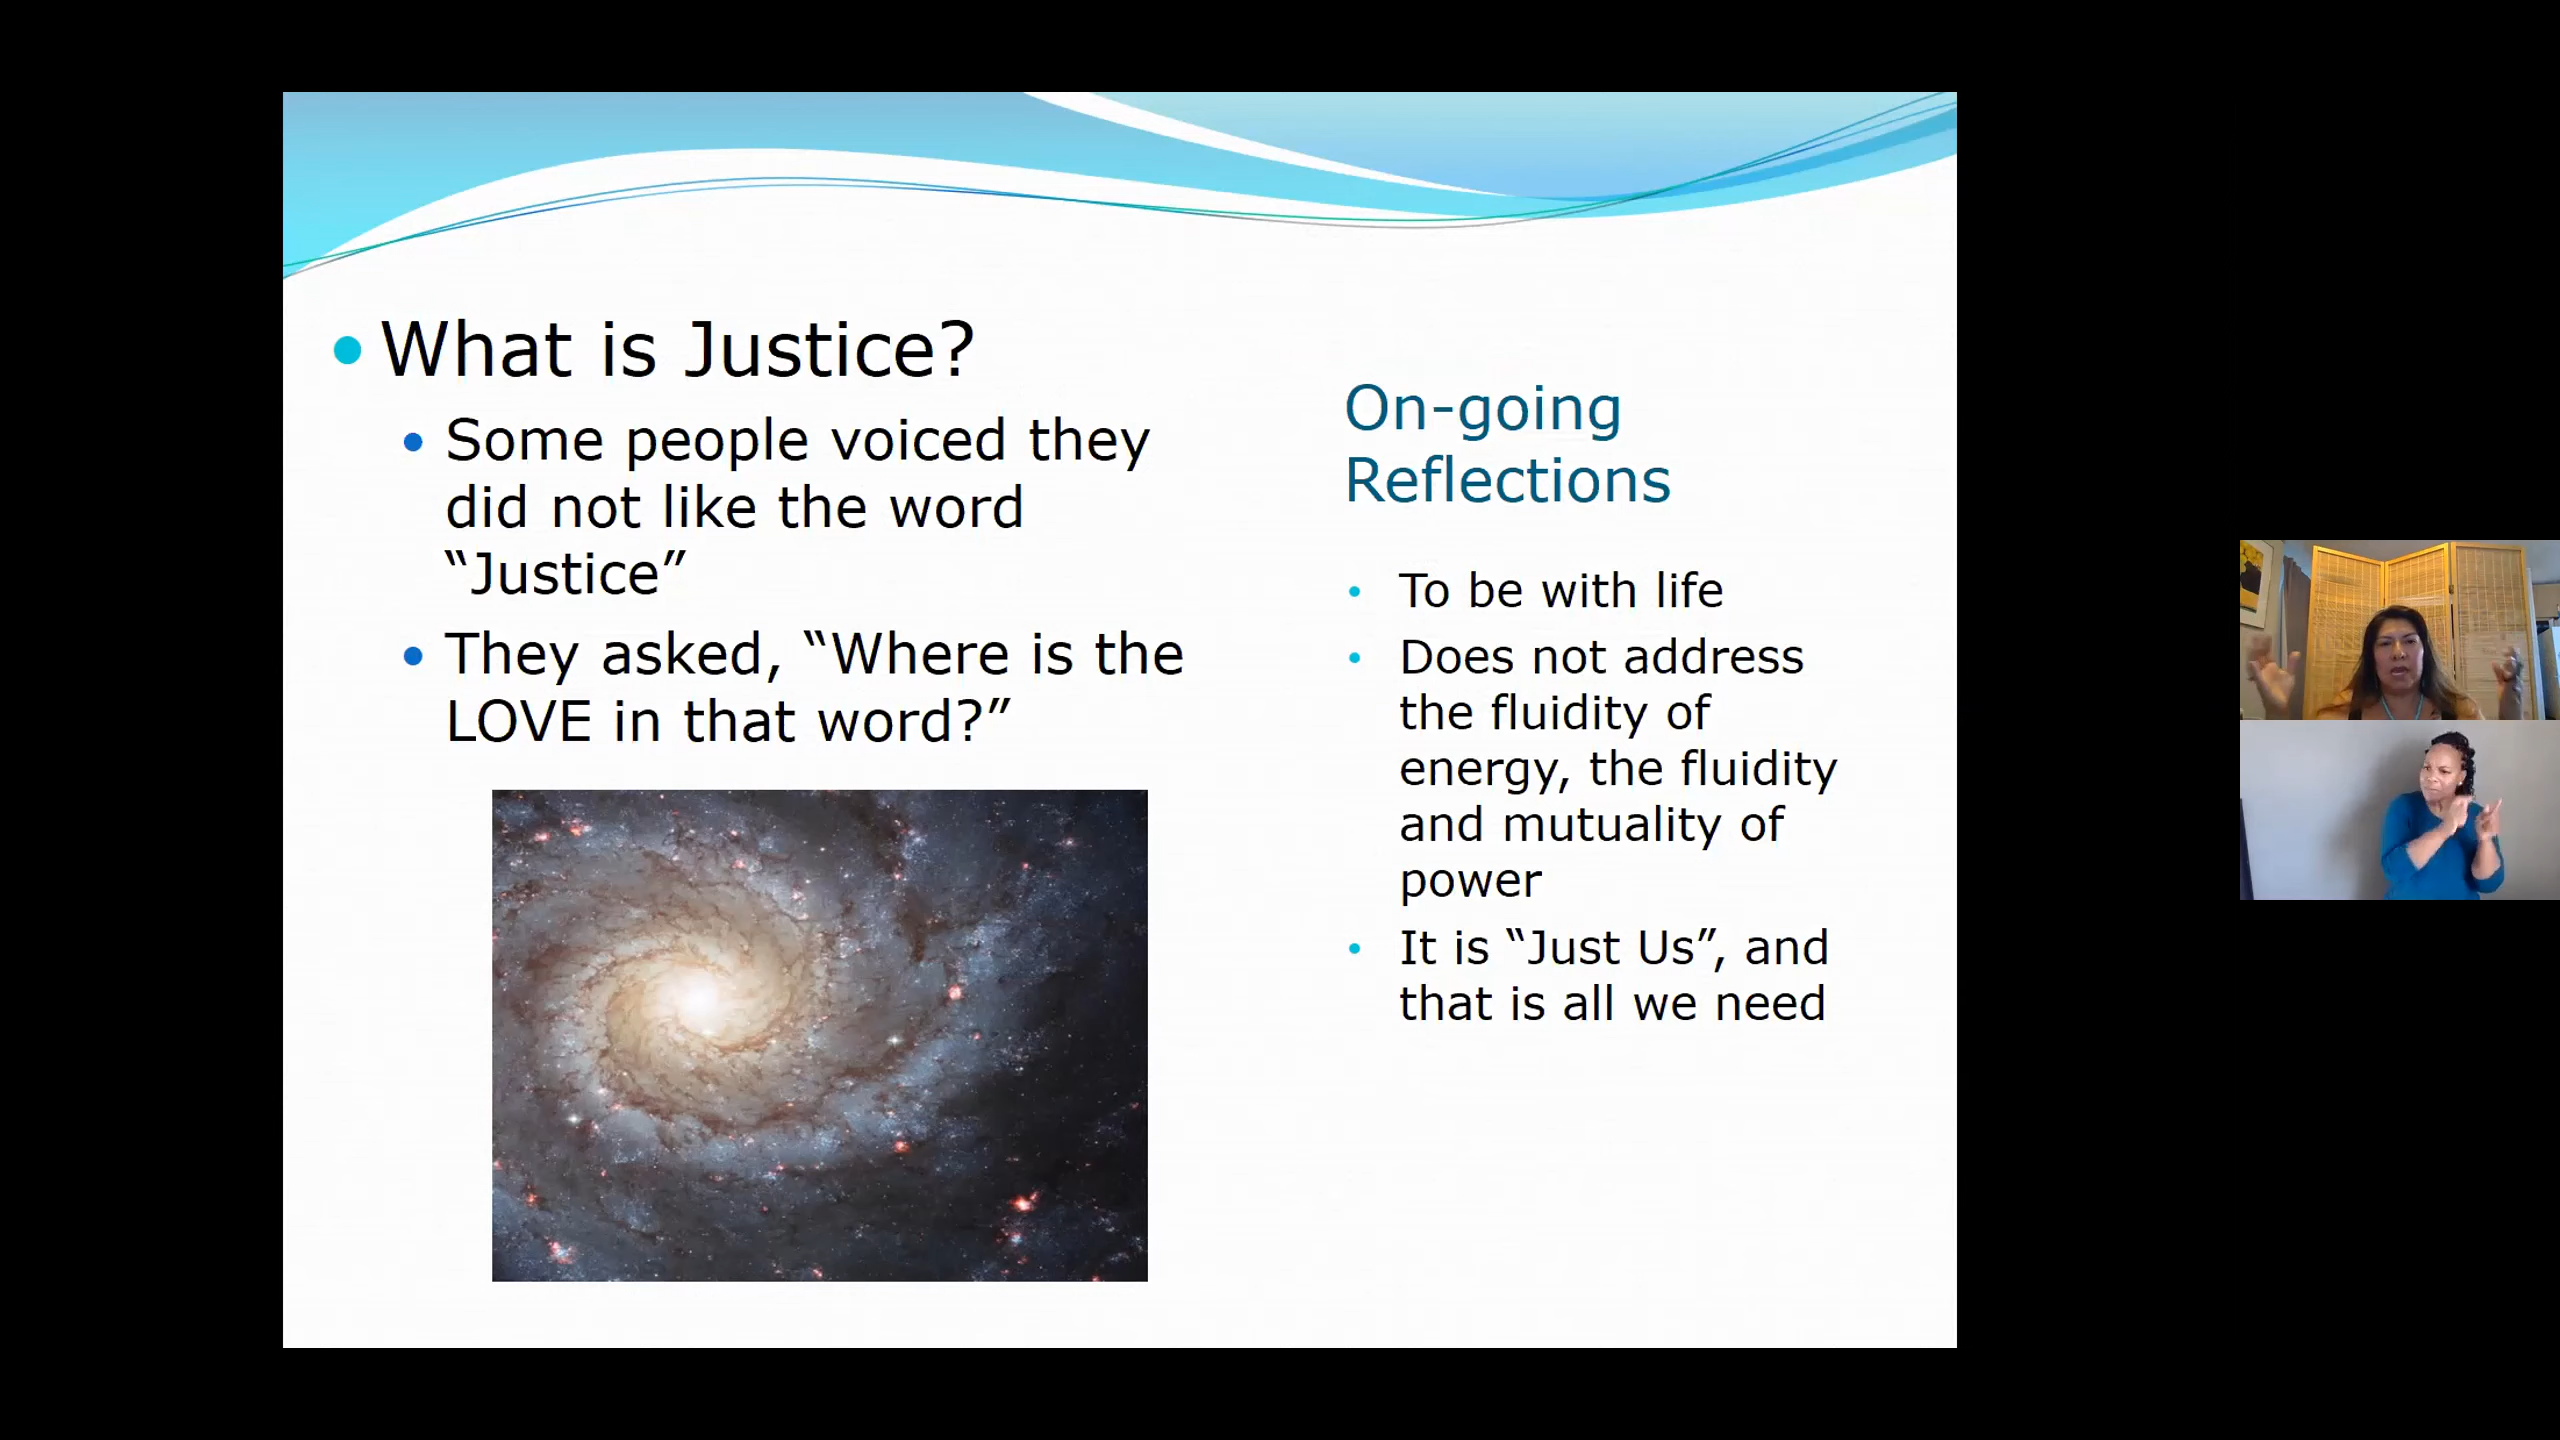 What is Justice?
Some people voiced they
did not like the word
“Justice”
They asked, “Where is the
LOVE in that word?”
On-going
Reflections
To be with life
Does not address
the fluidity of
energy, the fluidity
and mutuality of
power
It is “Just Us”, and
that is all we need